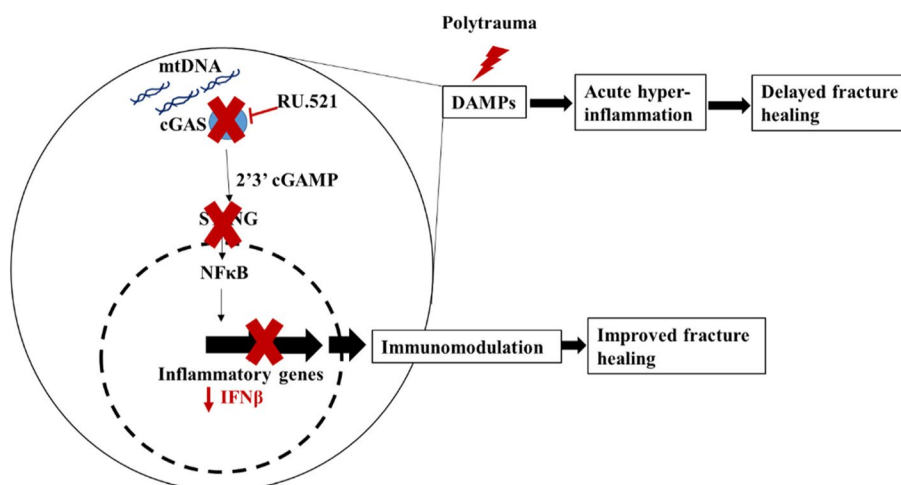 Polytrauma
mtDNA
RU.521
cGAS
DAMPs
Acute hyper-
inflammation
Delayed fracture
healing
2’3’ cGAMP
NFκB
Immunomodulation
Improved fracture
healing
Inflammatory genes
IFNβ